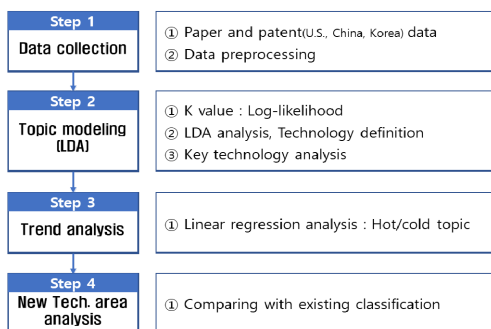 Step 1
Data collection
① Paper and patent(U.S., China, Korea) data
② Data preprocessing
Step 2
Topic modeling
(LDA)
① K value : Log-likelihood
② LDA analysis, Technology definition
③ Key technology analysis
Step 3
Trend analysis
① Linear regression analysis : Hot/cold topic
Step 4
New Tech. area
analysis
① Comparing with existing classification